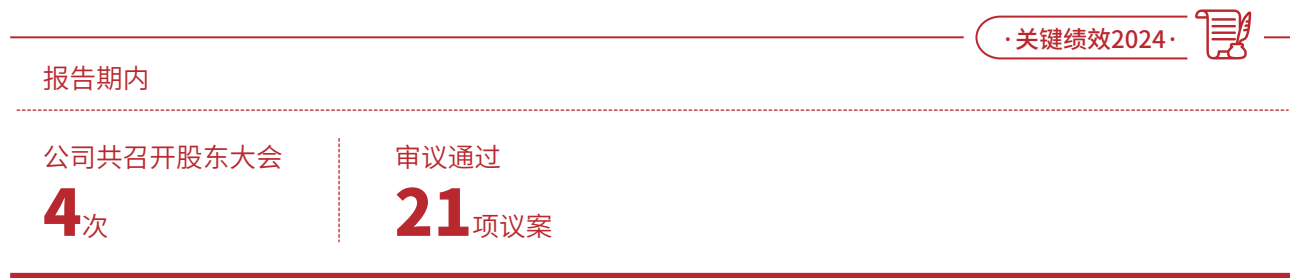 ·关键绩效2024·
报告期内
公司共召开股东大会
4次
审议通过
21项议案